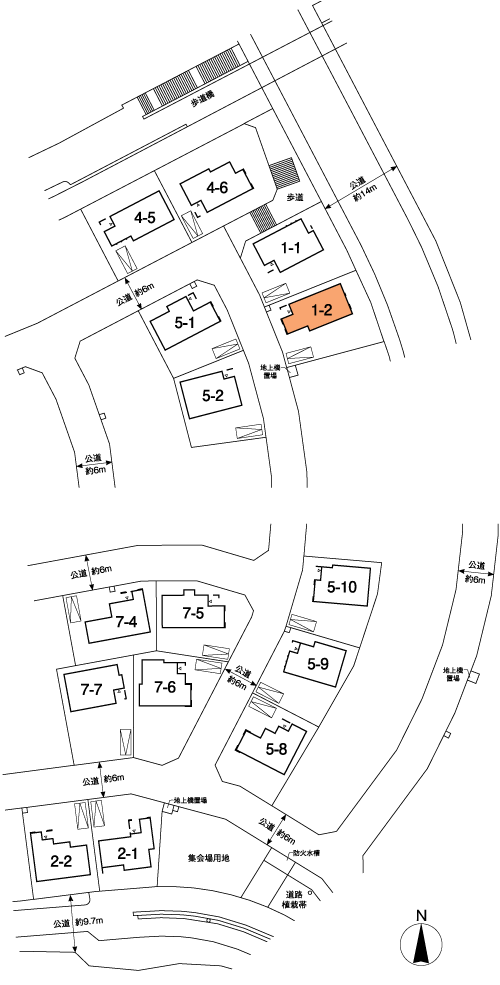 歩道橋
4-6
4-5
歩道
公道
約14m
1-1
公道 約6m
1-2
5-1
地上機
置場
5-2
公道
約6m
公道 約6m
公道
約6m
5-10
7-5
7-4
5-9
公道
約6m
地上機
置場
7-7
7-6
5-8
公道 約6m
地上機置場
公道
約6m
2-2
2-1
集会場用地
防火水槽
道路
植栽帯
公道 約9.7m
N